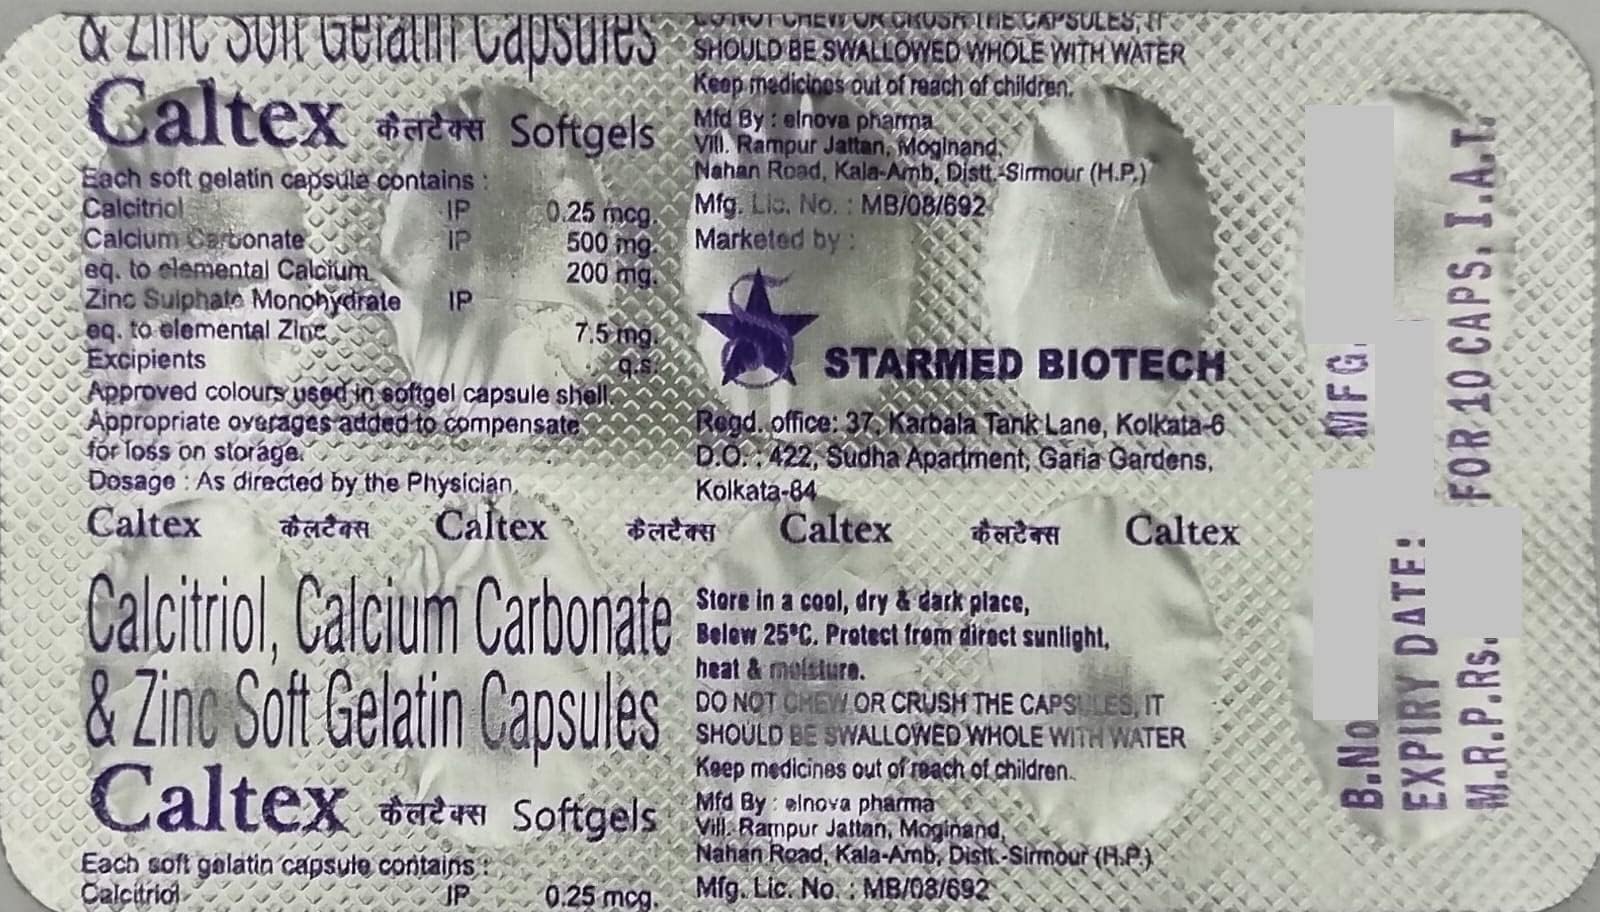 & Zinc Soft Gelatin Capsules
Caltex कैलटैक्स Softgels
Each soft gelatin capsule contains :
Calcitriol IP 0.25 mcg.
Calcium Carbonate IP 500 mg.
eq. to elemental Calcium 200 mg.
Zinc Sulphate Monohydrate IP
eq. to elemental Zinc 7.5 mg.
Excipients q.s.
Approved colours used in softgel capsule shell.
Appropriate overages added to compensate
for loss on storage.
Dosage : As directed by the Physician.
DO NOT CHEW OR CRUSH THE CAPSULES, IT
SHOULD BE SWALLOWED WHOLE WITH WATER
Keep medicines out of reach of children.
Mfd By : elnova pharma
Vill. Rampur Jattan, Moginand,
Nahan Road, Kala-Amb, Distt.-Sirmour (H.P.)
Mfg. Lic. No. : MB/08/692
Marketed by :
STARMED BIOTECH
Regd. office: 37, Karbala Tank Lane, Kolkata-6
D.O. : 422, Sudha Apartment, Garia Gardens,
Kolkata-84
Caltex कैलटैक्स Caltex कैलटैक्स Caltex कैलटैक्स Caltex
Calcitriol, Calcium Carbonate
& Zinc Soft Gelatin Capsules
Caltex कैलटैक्स Softgels
Each soft gelatin capsule contains :
Calcitriol IP 0.25 mcg.
Store in a cool, dry & dark place,
Below 25°C. Protect from direct sunlight,
heat & moisture.
DO NOT CHEW OR CRUSH THE CAPSULES, IT
SHOULD BE SWALLOWED WHOLE WITH WATER
Keep medicines out of reach of children.
Mfd By : elnova pharma
Vill. Rampur Jattan, Moginand,
Nahan Road, Kala-Amb, Distt.-Sirmour (H.P.)
Mfg. Lic. No. : MB/08/692
B.No MFG.
EXPIRY DATE:
M.R.P.Rs. FOR 10 CAPS. I.A.T.